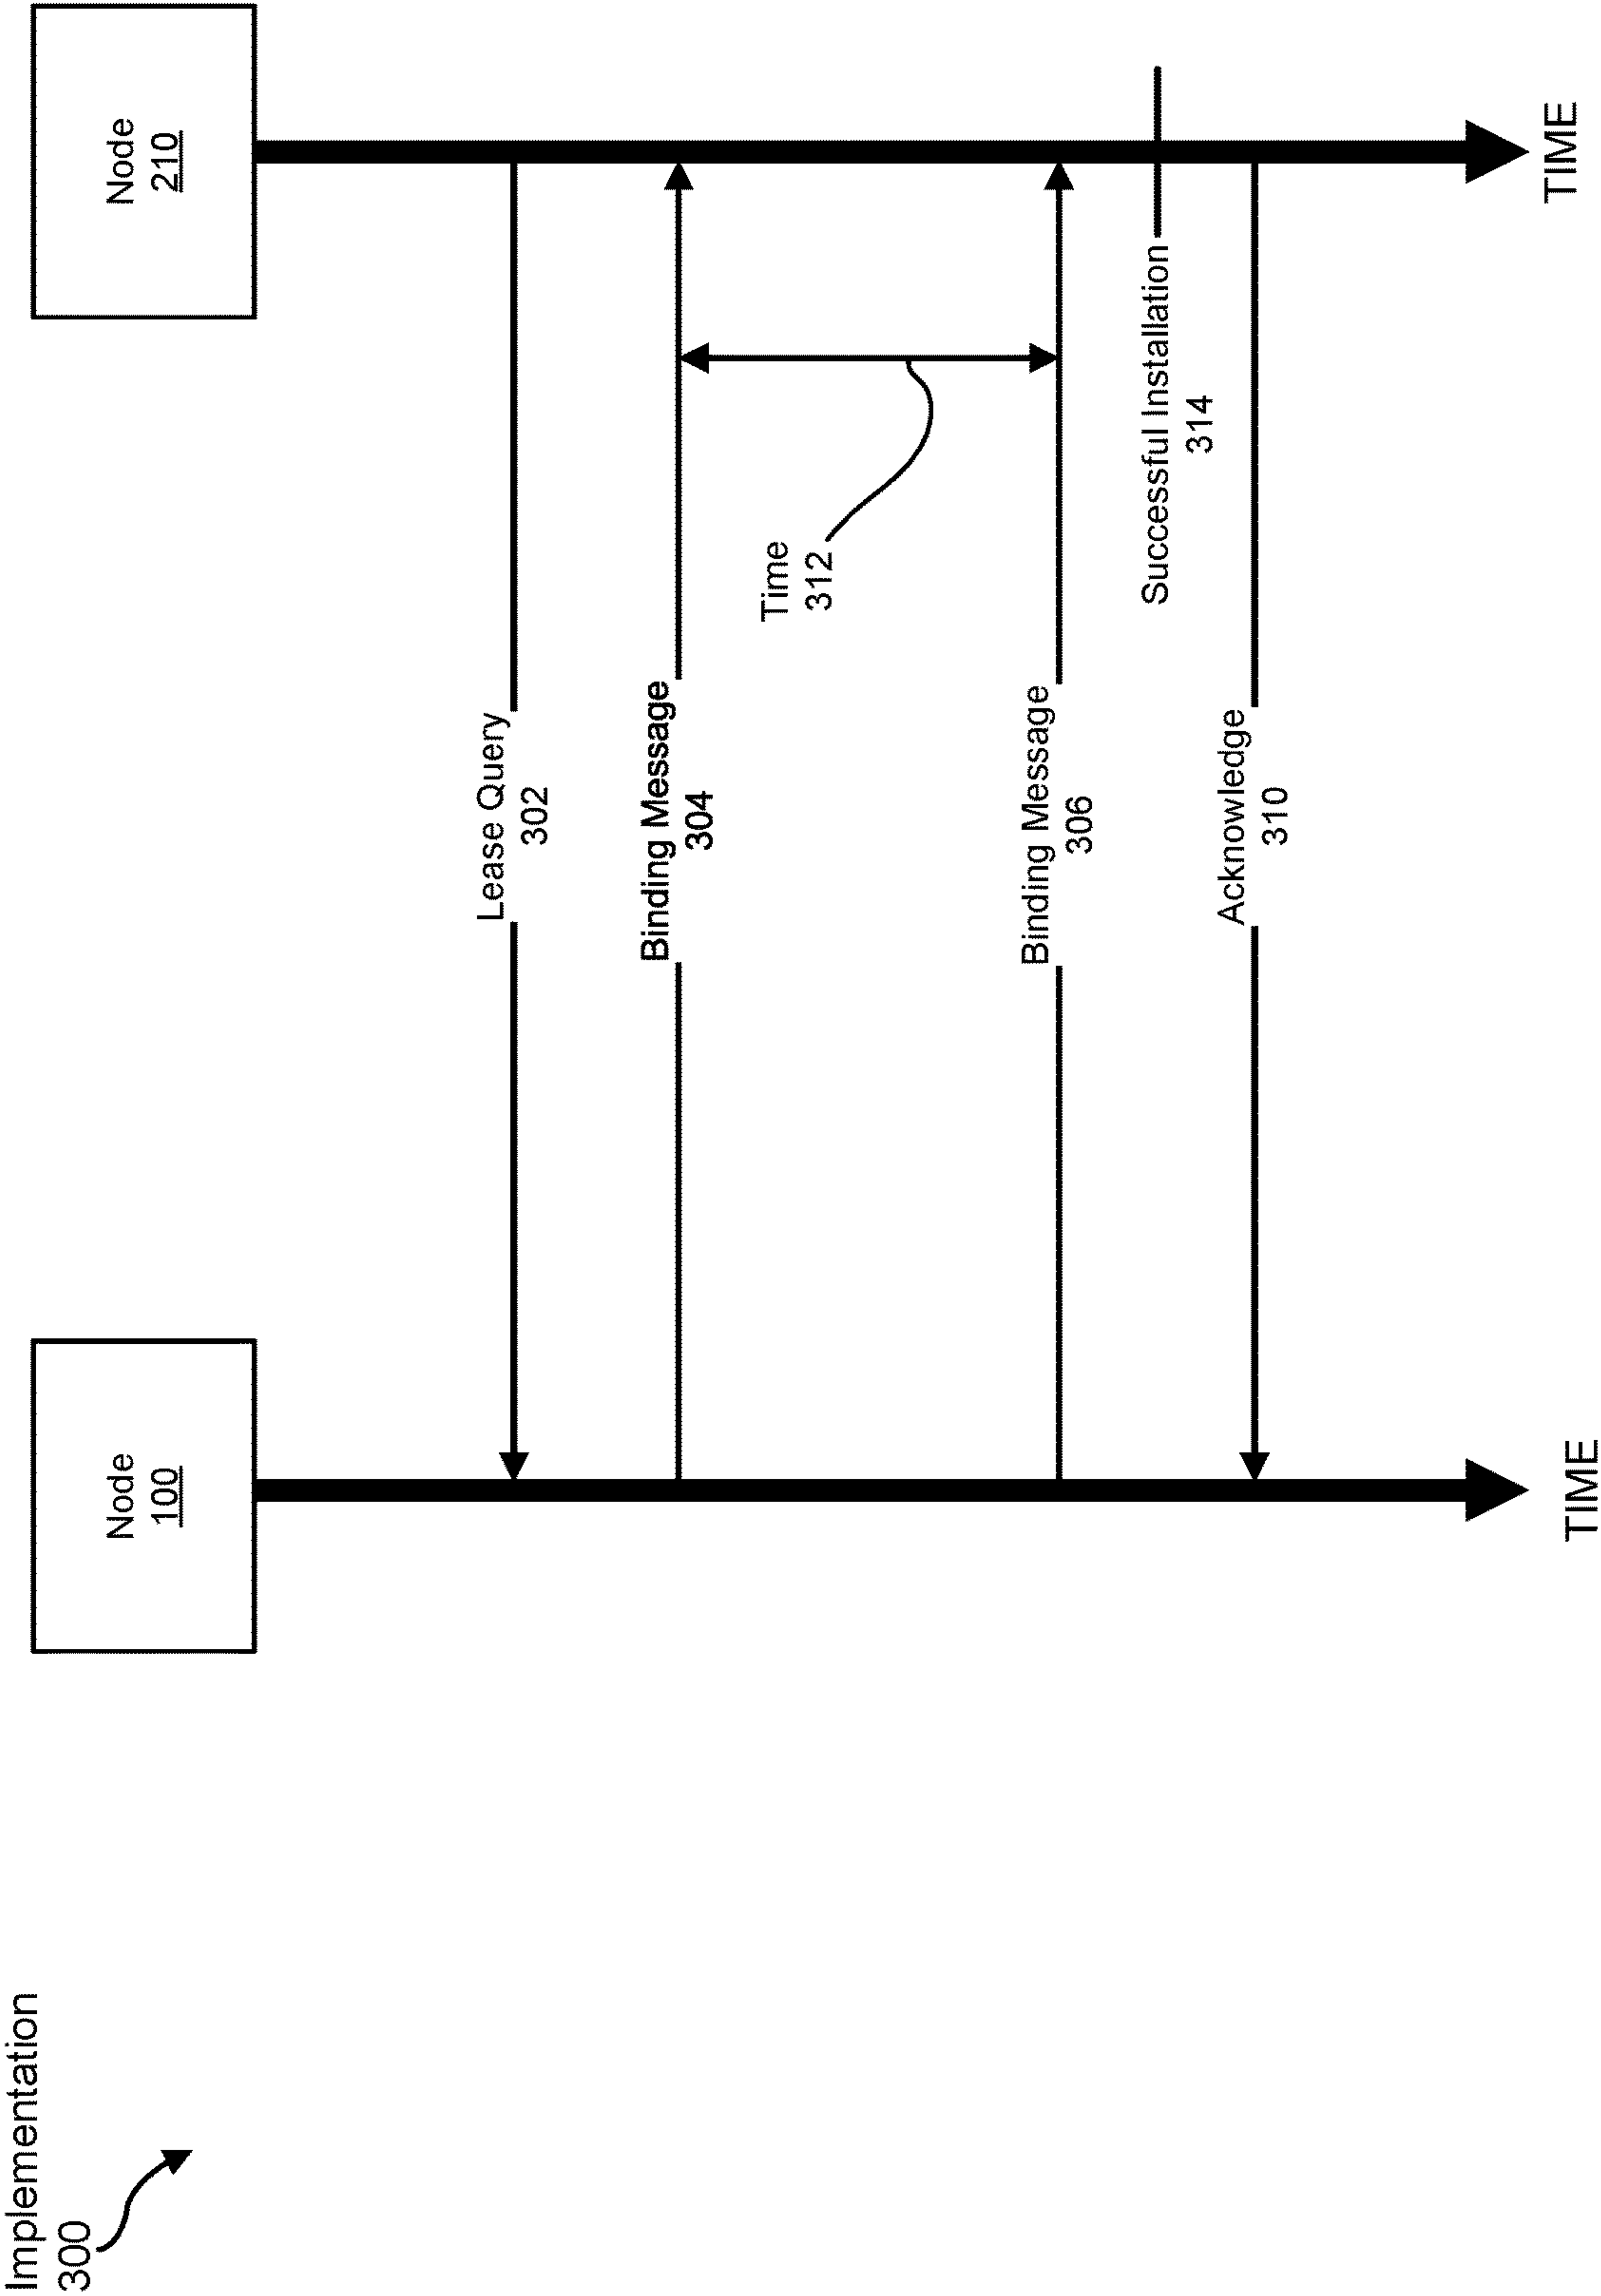 Implementation
300
Node
100
Node
210
Lease Query
302
Binding Message
304
Time
312
Binding Message
306
Successful Installation
314
Acknowledge
310
TIME
TIME